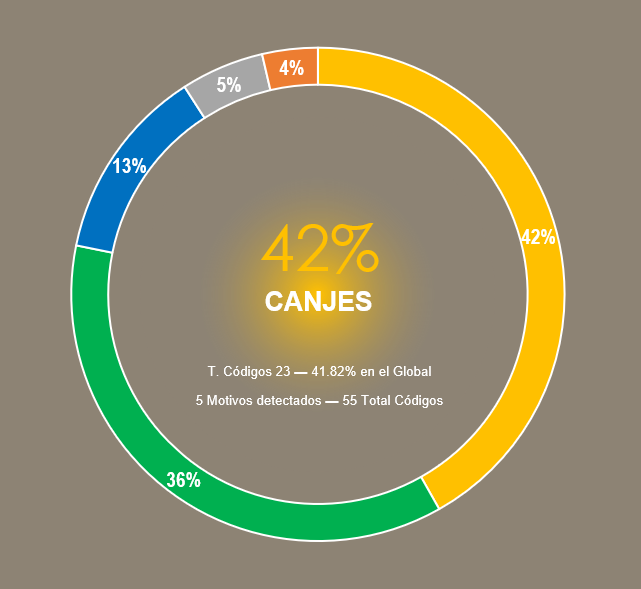 4%
5%
13%
42%
42%
CANJES
T. Códigos 23 — 41.82% en el Global
5 Motivos detectados — 55 Total Códigos
36%